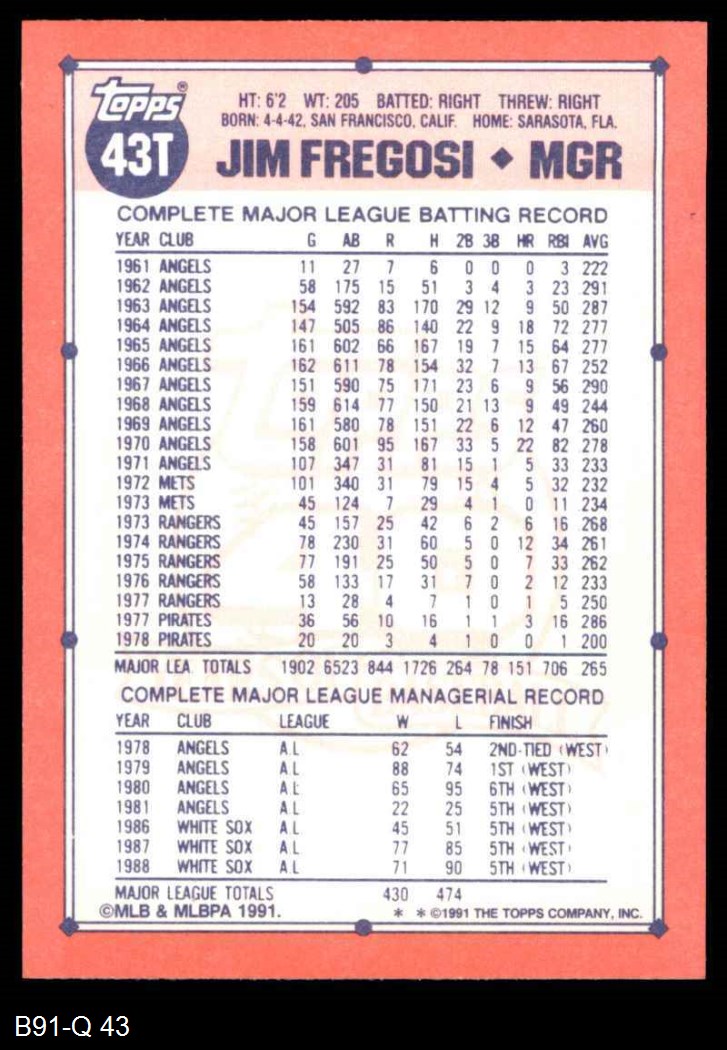 topps®
43T
HT: 6'2 WT: 205 BATTED: RIGHT THREW: RIGHT
BORN: 4-4-42, SAN FRANCISCO, CALIF. HOME: SARASOTA, FLA.
JIM FREGOSI ◆ MGR
COMPLETE MAJOR LEAGUE BATTING RECORD
YEAR CLUB G AB R H 2B 3B HR RBI AVG
1961 ANGELS 11 27 7 6 0 0 0 3 222
1962 ANGELS 58 175 15 51 3 4 3 23 291
1963 ANGELS 154 592 83 170 29 12 9 50 287
1964 ANGELS 147 505 86 140 22 9 18 72 277
1965 ANGELS 161 602 66 167 19 7 15 64 277
1966 ANGELS 162 611 78 154 32 7 13 67 252
1967 ANGELS 151 590 75 171 23 6 9 56 290
1968 ANGELS 159 614 77 150 21 13 9 49 244
1969 ANGELS 161 580 78 151 22 6 12 47 260
1970 ANGELS 158 601 95 167 33 5 22 82 278
1971 ANGELS 107 347 31 81 15 1 5 33 233
1972 METS 101 340 31 79 15 4 5 32 232
1973 METS 45 124 7 29 4 1 0 11 234
1973 RANGERS 45 157 25 42 6 2 6 16 268
1974 RANGERS 78 230 31 60 5 0 12 34 261
1975 RANGERS 77 191 25 50 5 0 7 33 262
1976 RANGERS 58 133 17 31 7 0 2 12 233
1977 RANGERS 13 28 4 7 1 0 1 5 250
1977 PIRATES 36 56 10 16 1 1 3 16 286
1978 PIRATES 20 20 3 4 1 0 0 1 200
MAJOR LEA. TOTALS 1902 6523 844 1726 264 78 151 706 265
COMPLETE MAJOR LEAGUE MANAGERIAL RECORD
YEAR CLUB LEAGUE W L FINISH
1978 ANGELS A.L. 62 54 2ND-TIED (WEST)
1979 ANGELS A.L. 88 74 1ST (WEST)
1980 ANGELS A.L. 65 95 6TH (WEST)
1981 ANGELS A.L. 22 25 5TH (WEST)
1986 WHITE SOX A.L. 45 51 5TH (WEST)
1987 WHITE SOX A.L. 77 85 5TH (WEST)
1988 WHITE SOX A.L. 71 90 5TH (WEST)
MAJOR LEAGUE TOTALS 430 474
©MLB & MLBPA 1991. * * ©1991 THE TOPPS COMPANY, INC.
B91-Q 43